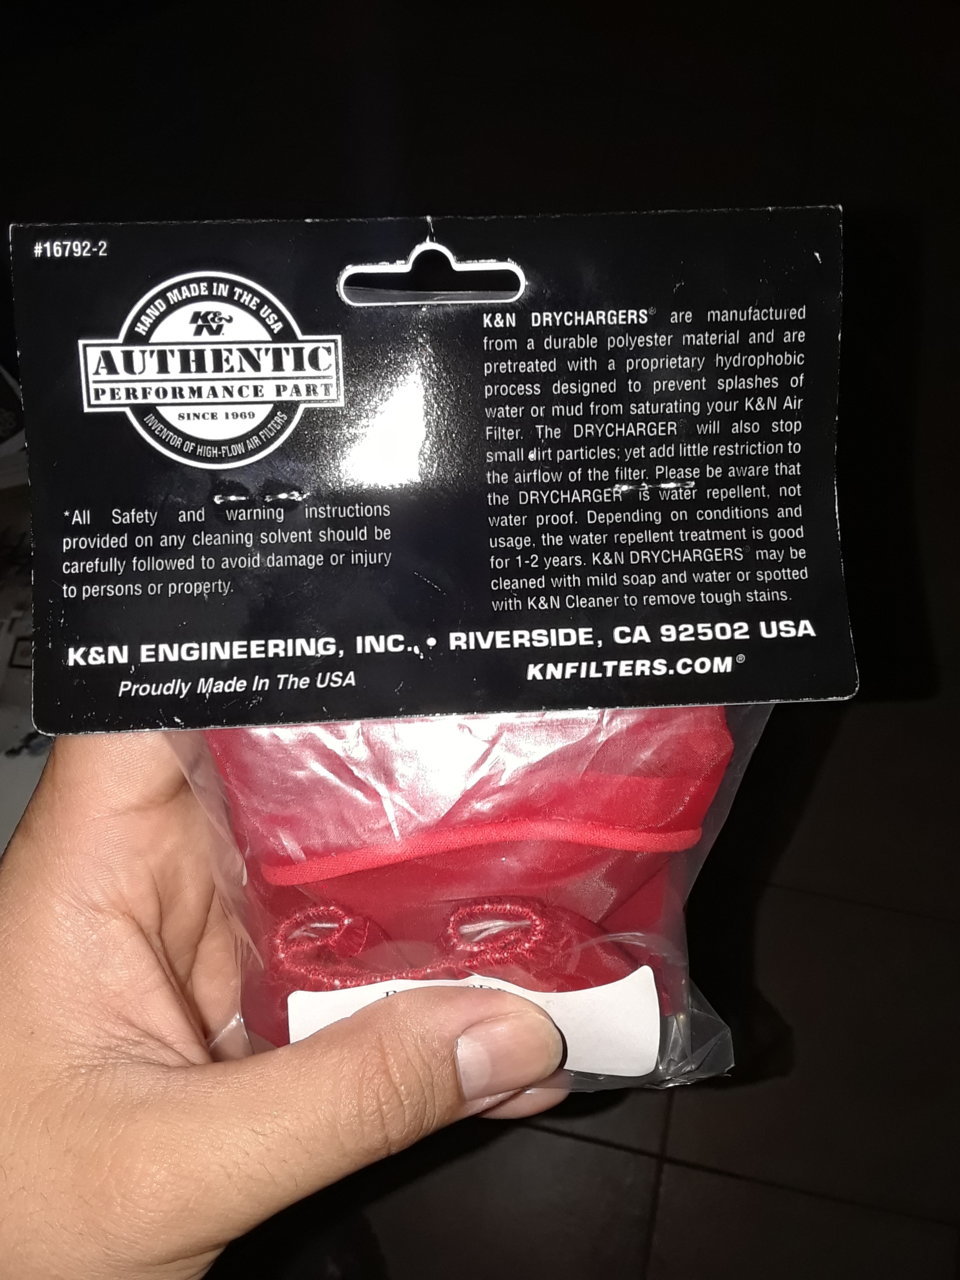 #16792-2
HAND MADE IN THE USA
K&N
AUTHENTIC
PERFORMANCE PART
SINCE 1969
INVENTOR OF HIGH-FLOW AIR FILTERS
*All Safety and warning instructions
provided on any cleaning solvent should be
carefully followed to avoid damage or injury
to persons or property.
K&N DRYCHARGERS® are manufactured
from a durable polyester material and are
pretreated with a proprietary hydrophobic
process designed to prevent splashes of
water or mud from saturating your K&N Air
Filter. The DRYCHARGER® will also stop
small dirt particles; yet add little restriction to
the airflow of the filter. Please be aware that
the DRYCHARGER® is water repellent, not
water proof. Depending on conditions and
usage, the water repellent treatment is good
for 1-2 years. K&N DRYCHARGERS® may be
cleaned with mild soap and water or spotted
with K&N Cleaner to remove tough stains.
K&N ENGINEERING, INC. • RIVERSIDE, CA 92502 USA
Proudly Made In The USA
KNFILTERS.COM®